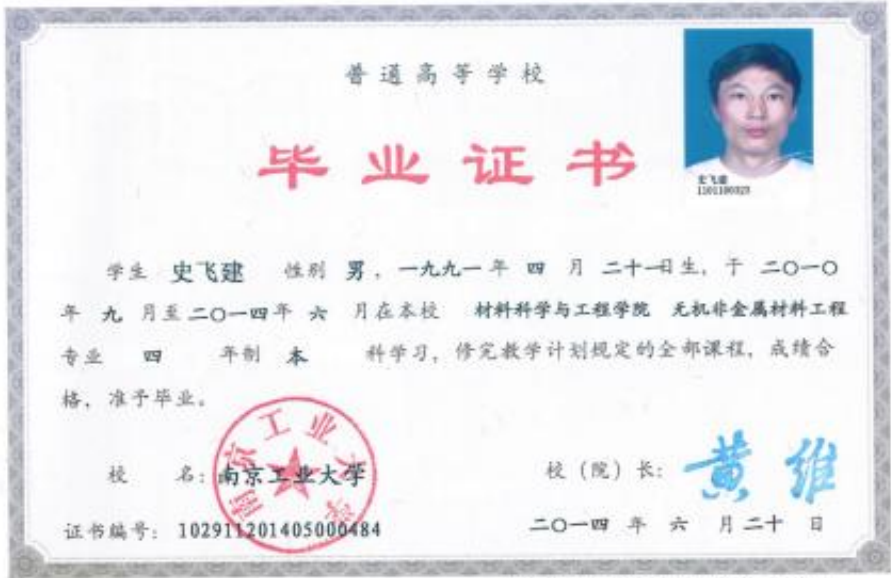 普通高等学校
毕业证书
史飞建
学生 史飞建 性别 男，一九九一年 四 月 二十一日生，于 二〇一〇
年 九 月至二〇一四年 六 月在本校 材料科学与工程学院 无机非金属材料工程
专业 四 年制 本 科学习，修完教学计划规定的全部课程，成绩合
格，准予毕业。
南京工业大学
校 名：南京工业大学 校（院）长：黄维
证书编号：102911201405000484 二〇一四 年 六 月二十 日